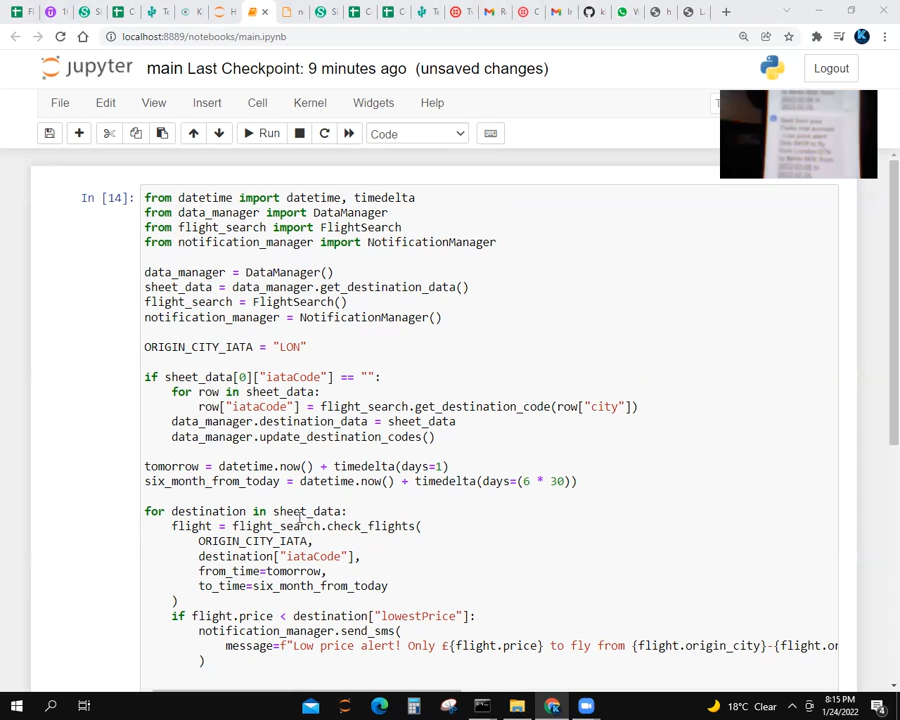 localhost:8889/notebooks/main.ipynb
jupyter main Last Checkpoint: 9 minutes ago (unsaved changes)
Logout
File Edit View Insert Cell Kernel Widgets Help
Run Code
In [14]:
from datetime import datetime, timedelta
from data_manager import DataManager
from flight_search import FlightSearch
from notification_manager import NotificationManager
data_manager = DataManager()
sheet_data = data_manager.get_destination_data()
flight_search = FlightSearch()
notification_manager = NotificationManager()
ORIGIN_CITY_IATA = "LON"
if sheet_data[0]["iataCode"] == "":
for row in sheet_data:
row["iataCode"] = flight_search.get_destination_code(row["city"])
data_manager.destination_data = sheet_data
data_manager.update_destination_codes()
tomorrow = datetime.now() + timedelta(days=1)
six_month_from_today = datetime.now() + timedelta(days=(6 * 30))
for destination in sheet_data:
flight = flight_search.check_flights(
ORIGIN_CITY_IATA,
destination["iataCode"],
from_time=tomorrow,
to_time=six_month_from_today
)
if flight.price < destination["lowestPrice"]:
notification_manager.send_sms(
message=f"Low price alert! Only £{flight.price} to fly from {flight.origin_city}-{flight.or
)
18°C Clear
8:15 PM
1/24/2022
4